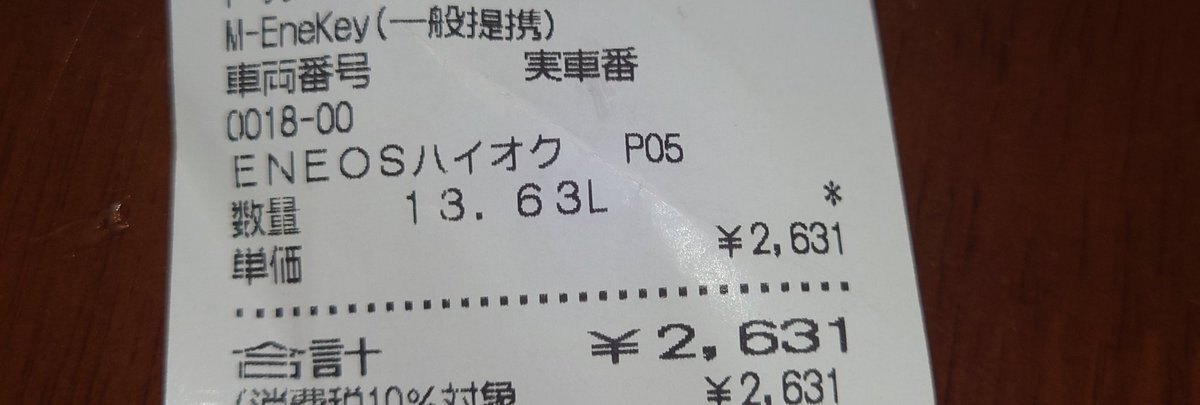 M-EneKey(一般提携)
車両番号 実車番
0018-00
ENEOSハイオク P05
数量 13.63L *
単価 ¥2,631
合計 ¥2,631
(消費税10%対象 ¥2,631